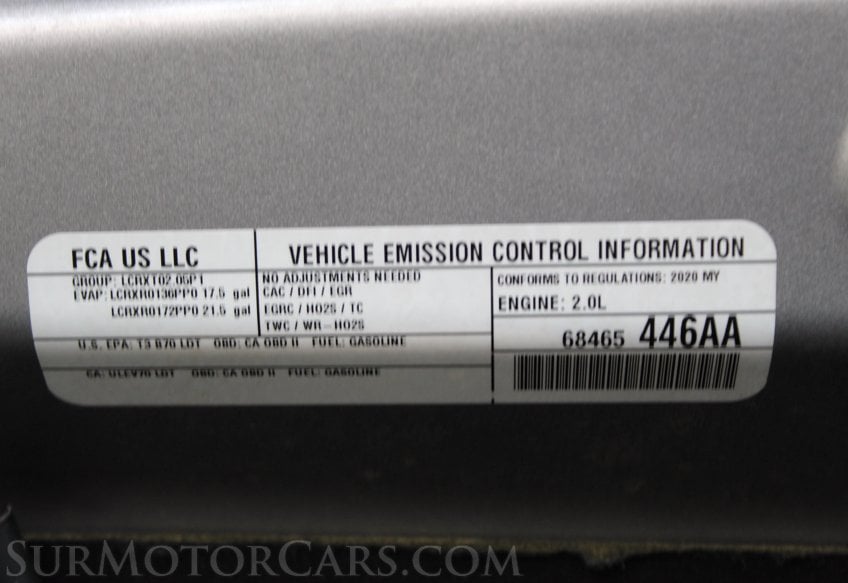 FCA US LLC
GROUP: LCRXT02.05P1
EVAP: LCRXR0136PP0 17.5 gal
LCRXR0172PP0 21.5 gal
VEHICLE EMISSION CONTROL INFORMATION
NO ADJUSTMENTS NEEDED
CAC / DFI / EGR
EGRC / HO2S / TC
TWC / WR-HO2S
CONFORMS TO REGULATIONS: 2020 MY
ENGINE: 2.0L
68465 446AA
U.S. EPA: T3 B70 LDT OBD: CA OBD II FUEL: GASOLINE
CA: ULEV70 LDT OBD: CA OBD II FUEL: GASOLINE
SURMOTORCARS.COM